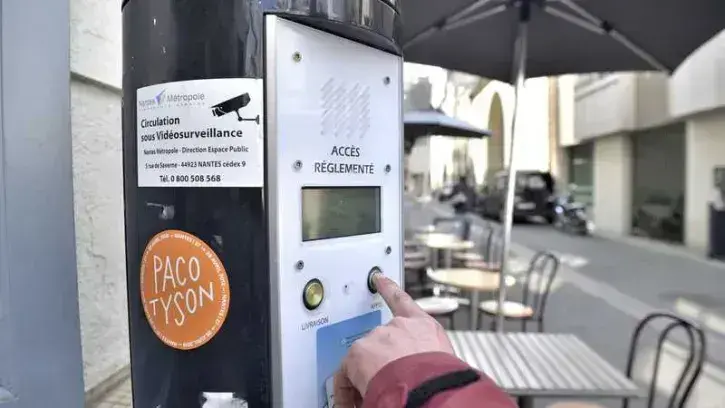 Nantes Métropole
Circulation
sous Vidéosurveillance
Nantes Métropole - Direction Espace Public
5 rue de Saverne - 44923 NANTES cédex 9
Tél. 0 800 508 568
ACCÈS
RÉGLEMENTÉ
PACO
TYSON
LIVRAISON